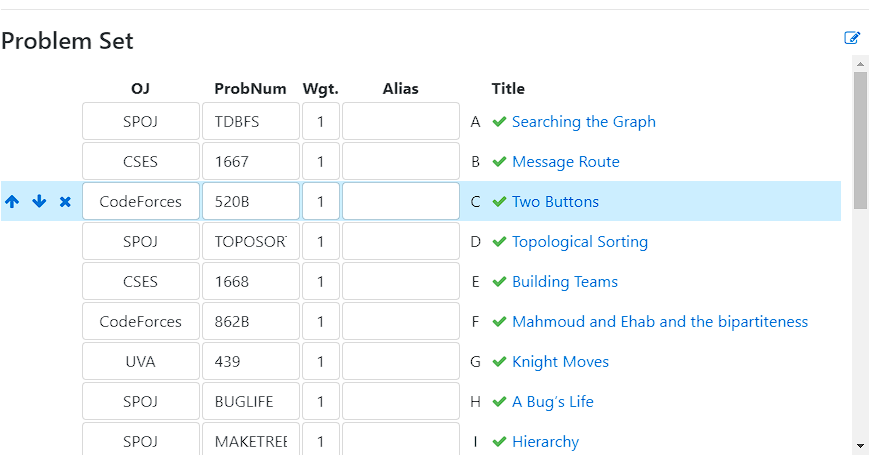 Problem Set
OJ ProbNum Wgt. Alias Title
SPOJ TDBFS 1 A Searching the Graph
CSES 1667 1 B Message Route
CodeForces 520B 1 C Two Buttons
SPOJ TOPOSOR 1 D Topological Sorting
CSES 1668 1 E Building Teams
CodeForces 862B 1 F Mahmoud and Ehab and the bipartiteness
UVA 439 1 G Knight Moves
SPOJ BUGLIFE 1 H A Bug's Life
SPOJ MAKETREE 1 I Hierarchy